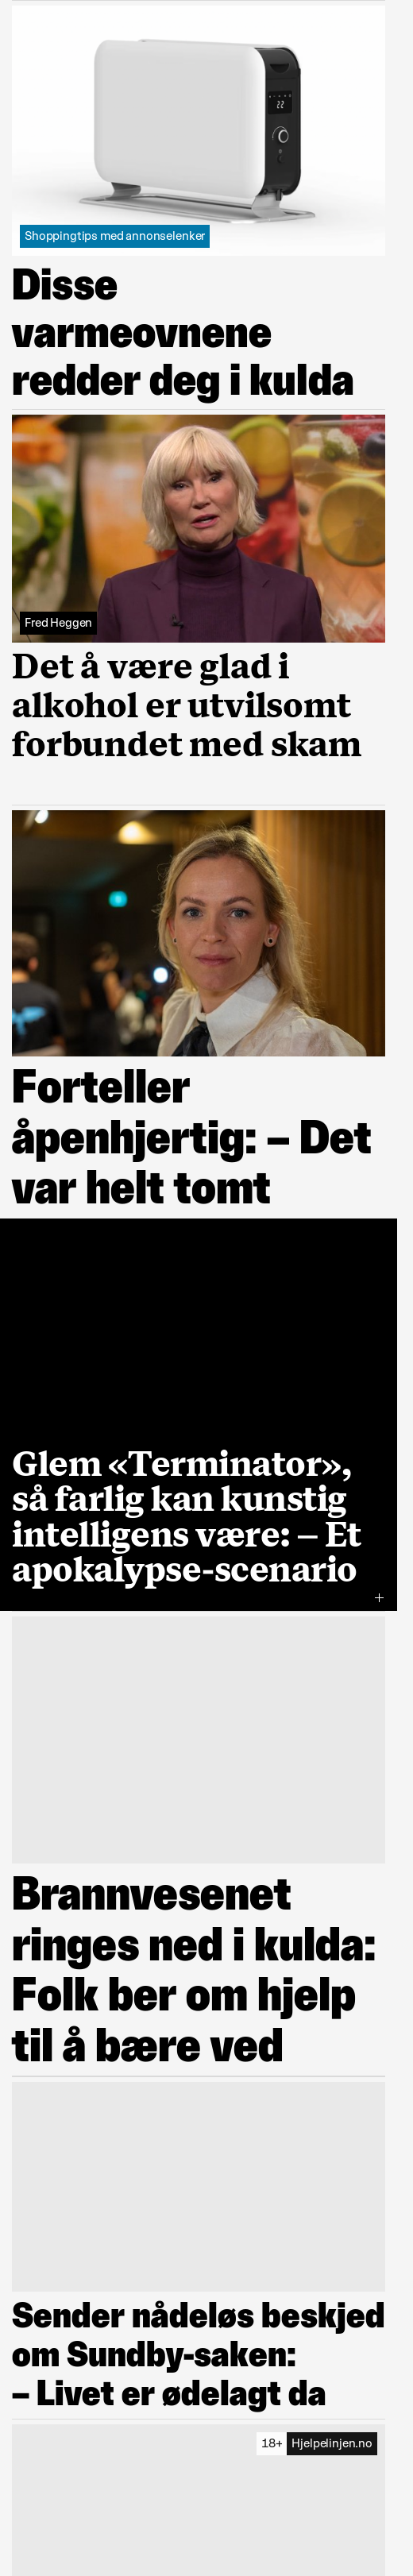 22
Shoppingtips med annonselenker
Disse
varmeovnene
redder deg i kulda
Fred Heggen
Det å være glad i
alkohol er utvilsomt
forbundet med skam
Forteller
åpenhjertig: – Det
var helt tomt
Glem «Terminator»,
så farlig kan kunstig
intelligens være: – Et
apokalypse-scenario
+
Brannvesenet
ringes ned i kulda:
Folk ber om hjelp
til å bære ved
Sender nådeløs beskjed
om Sundby-saken:
– Livet er ødelagt da
18+ Hjelpelinjen.no